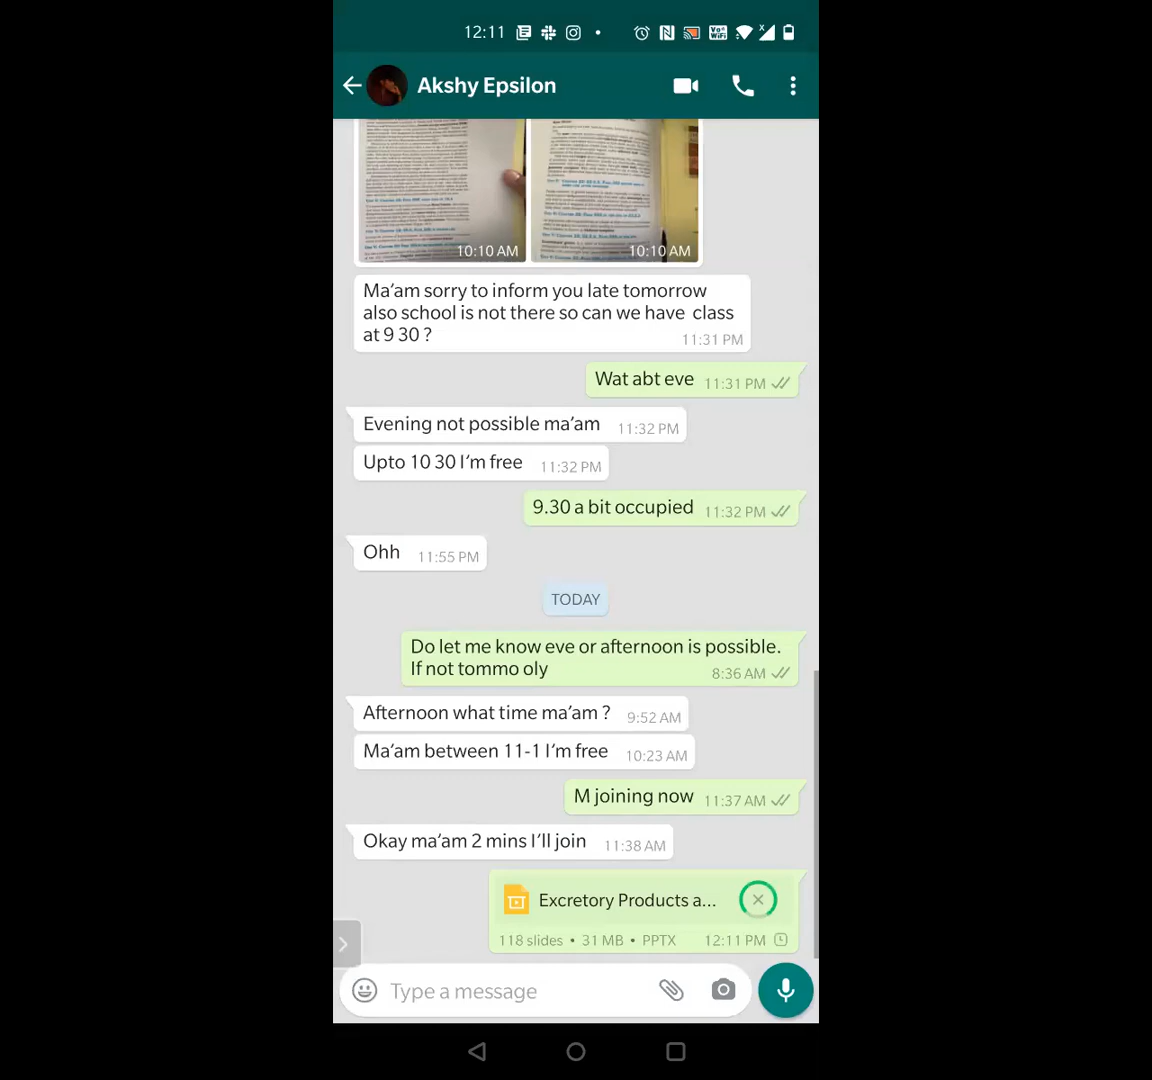 12:11
Vo WiFi
Akshy Epsilon
10:10 AM
10:10 AM
Ma'am sorry to inform you late tomorrow
also school is not there so can we have class
at 9 30 ?
11:31 PM
Wat abt eve 11:31 PM
Evening not possible ma'am 11:32 PM
Upto 10 30 I'm free 11:32 PM
9.30 a bit occupied 11:32 PM
Ohh 11:55 PM
TODAY
Do let me know eve or afternoon is possible.
If not tommo oly 8:36 AM
Afternoon what time ma'am ? 9:52 AM
Ma'am between 11-1 I'm free 10:23 AM
M joining now 11:37 AM
Okay ma'am 2 mins I'll join 11:38 AM
Excretory Products a...
118 slides • 31 MB • PPTX 12:11 PM
Type a message